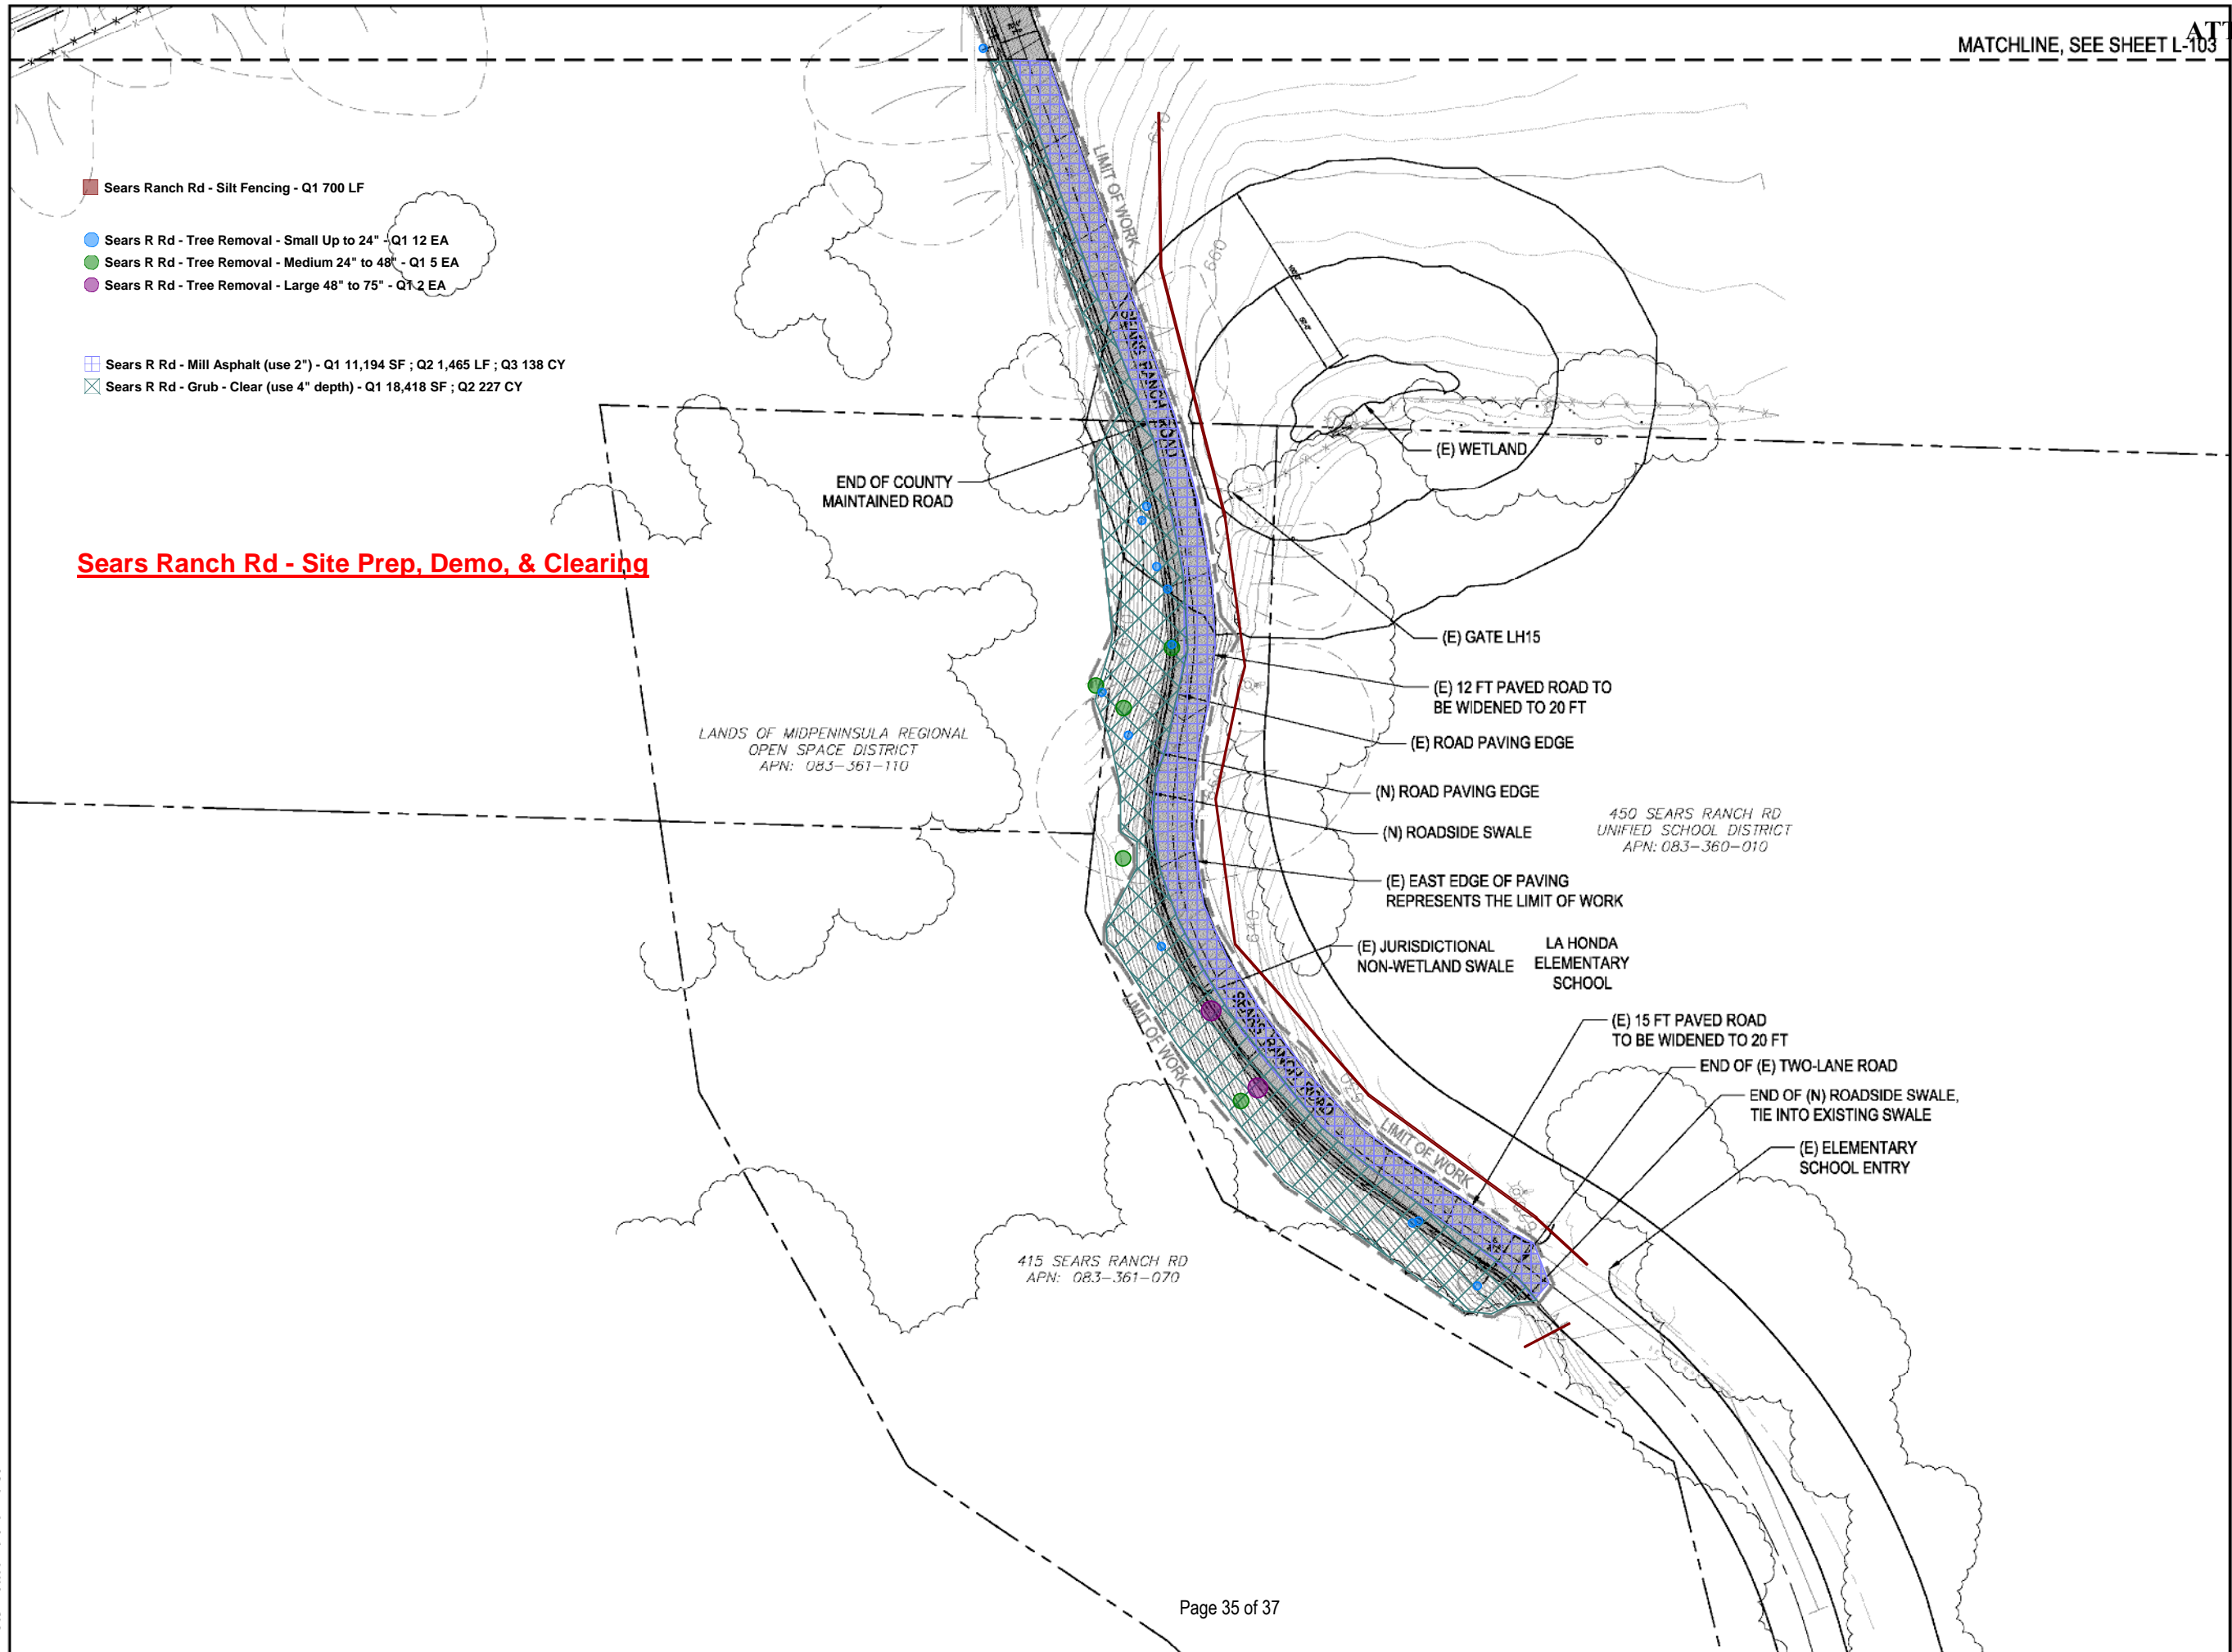 ATT
MATCHLINE, SEE SHEET L-103
670
LIMIT OF WORK
Sears Ranch Rd - Silt Fencing - Q1 700 LF
Sears R Rd - Tree Removal - Small Up to 24" - Q1 12 EA
Sears R Rd - Tree Removal - Medium 24" to 48" - Q1 5 EA
Sears R Rd - Tree Removal - Large 48" to 75" - Q1 2 EA
660
SEARS RANCH ROAD
Sears R Rd - Mill Asphalt (use 2") - Q1 11,194 SF ; Q2 1,465 LF ; Q3 138 CY
Sears R Rd - Grub - Clear (use 4" depth) - Q1 18,418 SF ; Q2 227 CY
(E) WETLAND
END OF COUNTY
MAINTAINED ROAD
Sears Ranch Rd - Site Prep, Demo, & Clearing
(E) GATE LH15
(E) 12 FT PAVED ROAD TO
BE WIDENED TO 20 FT
LANDS OF MIDPENINSULA REGIONAL
OPEN SPACE DISTRICT
APN: 083-361-110
(E) ROAD PAVING EDGE
(N) ROAD PAVING EDGE
450 SEARS RANCH RD
UNIFIED SCHOOL DISTRICT
APN: 083-360-010
(N) ROADSIDE SWALE
(E) EAST EDGE OF PAVING
REPRESENTS THE LIMIT OF WORK
640
(E) JURISDICTIONAL
NON-WETLAND SWALE
LA HONDA
ELEMENTARY
SCHOOL
LIMIT OF WORK
SEARS RANCH ROAD
(E) 15 FT PAVED ROAD
TO BE WIDENED TO 20 FT
END OF (E) TWO-LANE ROAD
END OF (N) ROADSIDE SWALE,
TIE INTO EXISTING SWALE
LIMIT OF WORK
(E) ELEMENTARY
SCHOOL ENTRY
415 SEARS RANCH RD
APN: 083-361-070
Page 35 of 37